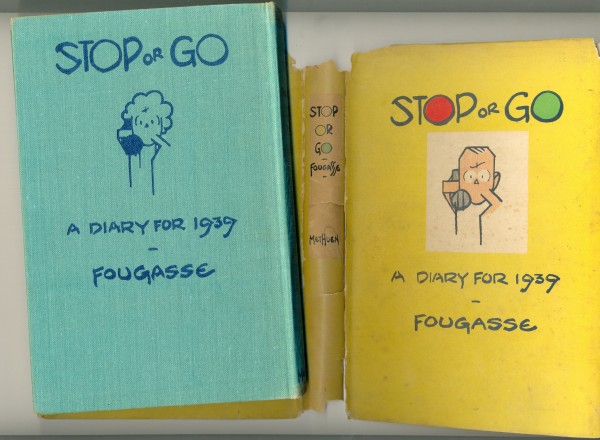 STOP OR GO
A DIARY FOR 1939
-
FOUGASSE
STOP
OR
GO
-
FOUGASSE
-
METHUEN
STOP OR GO
A DIARY FOR 1939
-
FOUGASSE